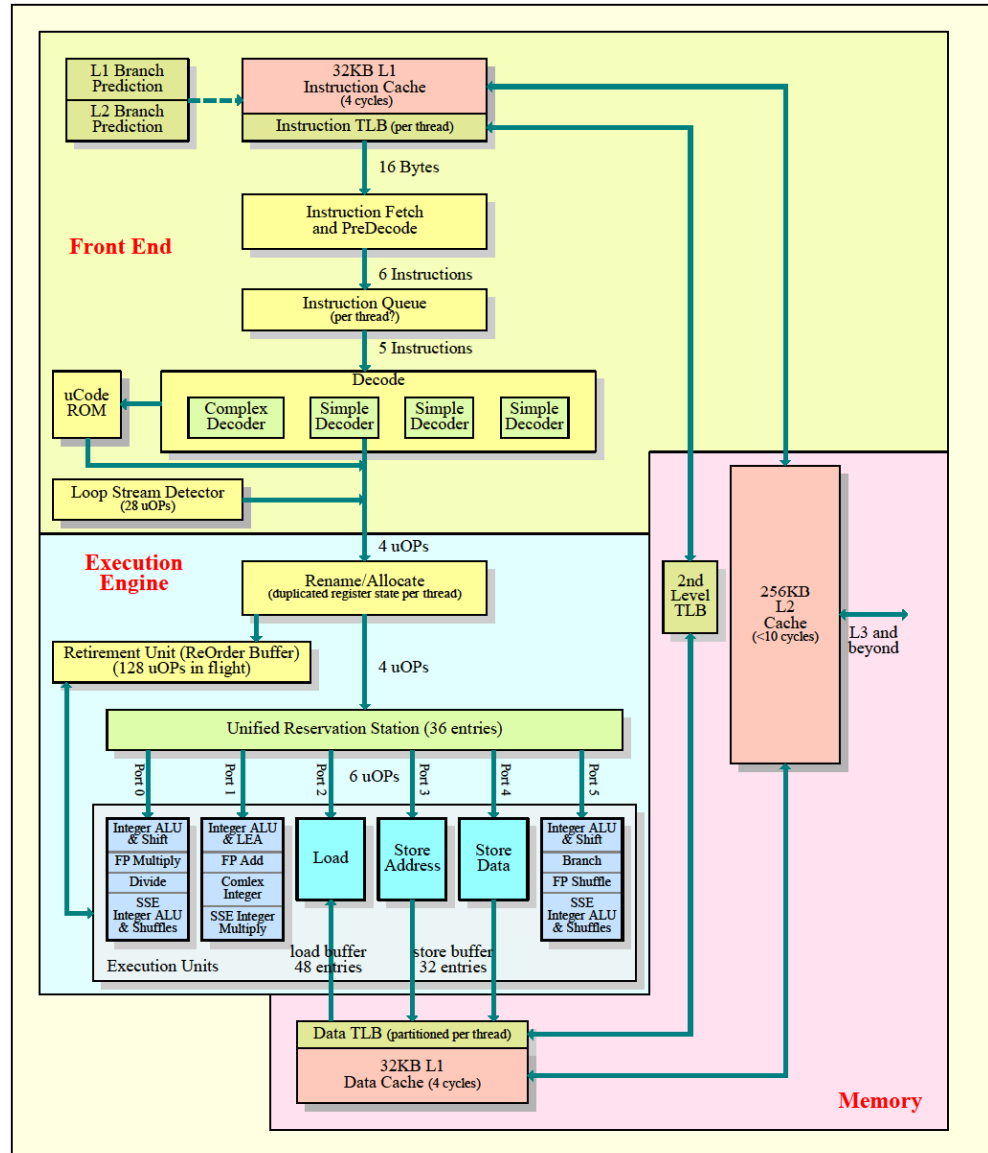 L1 Branch
Prediction
L2 Branch
Prediction
32KB L1
Instruction Cache
(4 cycles)
Instruction TLB (per thread)
16 Bytes
Instruction Fetch
and PreDecode
Front End
6 Instructions
Instruction Queue
(per thread?)
5 Instructions
Decode
uCode
ROM
Complex
Decoder
Simple
Decoder
Simple
Decoder
Simple
Decoder
Loop Stream Detector
(28 uOPs)
4 uOPs
Execution
Engine
Rename/Allocate
(duplicated register state per thread)
2nd
Level
TLB
256KB
L2
Cache
(<10 cycles)
L3 and
beyond
Retirement Unit (ReOrder Buffer)
(128 uOPs in flight)
4 uOPs
Unified Reservation Station (36 entries)
Port 0
Port 1
Port 2
6 uOPs
Port 3
Port 4
Port 5
Integer ALU
& Shift
FP Multiply
Divide
SSE
Integer ALU
& Shuffles
Integer ALU
& LEA
FP Add
Comlex
Integer
SSE Integer
Multiply
Load
Store
Address
Store
Data
Integer ALU
& Shift
Branch
FP Shuffle
SSE
Integer ALU
& Shuffles
load buffer
48 entries
store buffer
32 entries
Execution Units
Data TLB (partitioned per thread)
32KB L1
Data Cache (4 cycles)
Memory